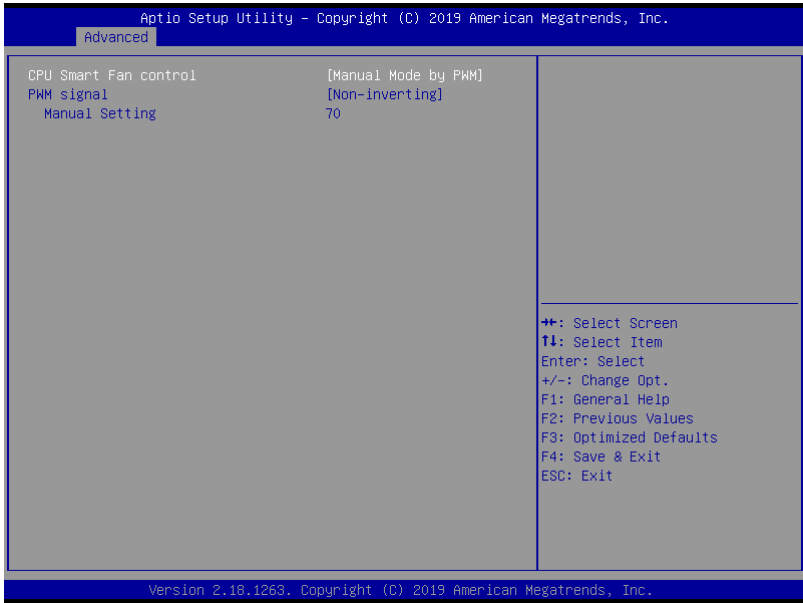 Aptio Setup Utility – Copyright (C) 2019 American Megatrends, Inc.
Advanced
CPU Smart Fan control [Manual Mode by PWM]
PWM signal [Non-inverting]
Manual Setting 70
→←: Select Screen
↑↓: Select Item
Enter: Select
+/-: Change Opt.
F1: General Help
F2: Previous Values
F3: Optimized Defaults
F4: Save & Exit
ESC: Exit
Version 2.18.1263. Copyright (C) 2019 American Megatrends, Inc.